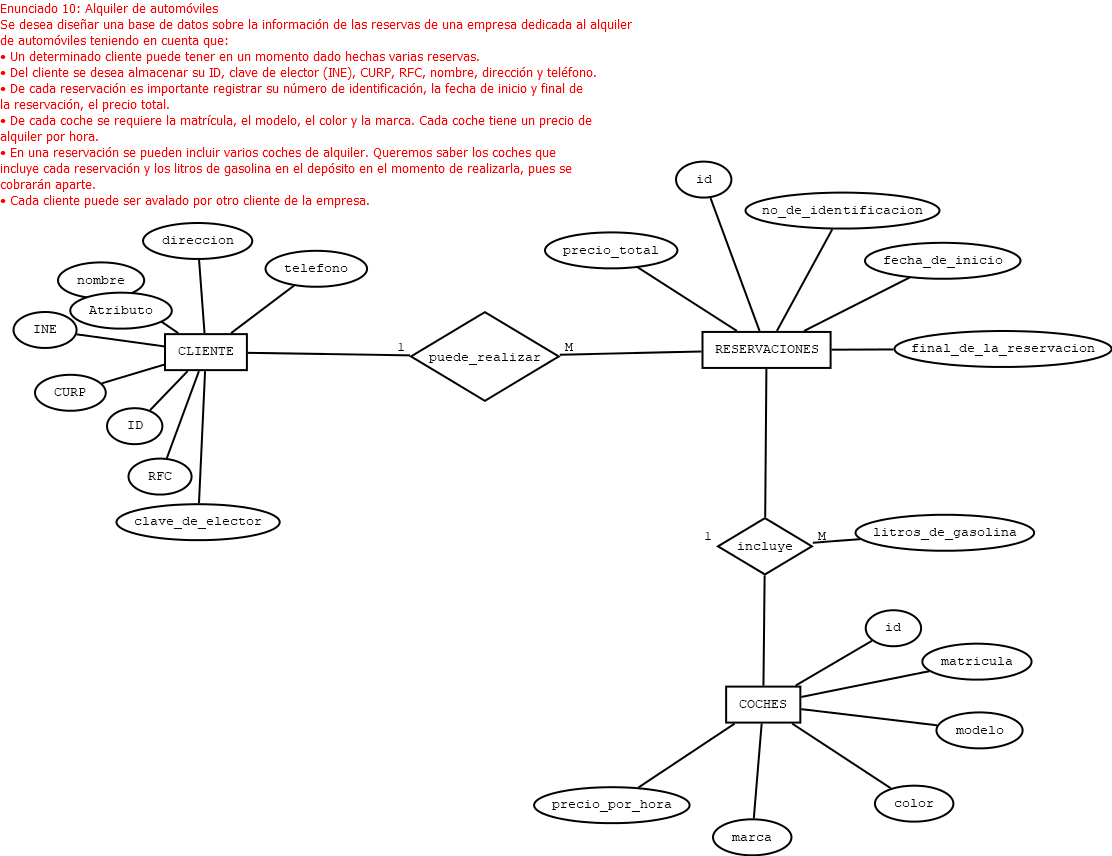 Enunciado 10: Alquiler de automóviles
Se desea diseñar una base de datos sobre la información de las reservas de una empresa dedicada al alquiler
de automóviles teniendo en cuenta que:
• Un determinado cliente puede tener en un momento dado hechas varias reservas.
• Del cliente se desea almacenar su ID, clave de elector (INE), CURP, RFC, nombre, dirección y teléfono.
• De cada reservación es importante registrar su número de identificación, la fecha de inicio y final de
la reservación, el precio total.
• De cada coche se requiere la matrícula, el modelo, el color y la marca. Cada coche tiene un precio de
alquiler por hora.
• En una reservación se pueden incluir varios coches de alquiler. Queremos saber los coches que
incluye cada reservación y los litros de gasolina en el depósito en el momento de realizarla, pues se
cobrarán aparte.
• Cada cliente puede ser avalado por otro cliente de la empresa.
id
no_de_identificacion
direccion
precio_total
fecha_de_inicio
telefono
nombre
Atributo
INE
CLIENTE
1
puede_realizar
M
RESERVACIONES
final_de_la_reservacion
CURP
ID
RFC
clave_de_elector
1
incluye
M
litros_de_gasolina
id
matricula
COCHES
modelo
precio_por_hora
color
marca